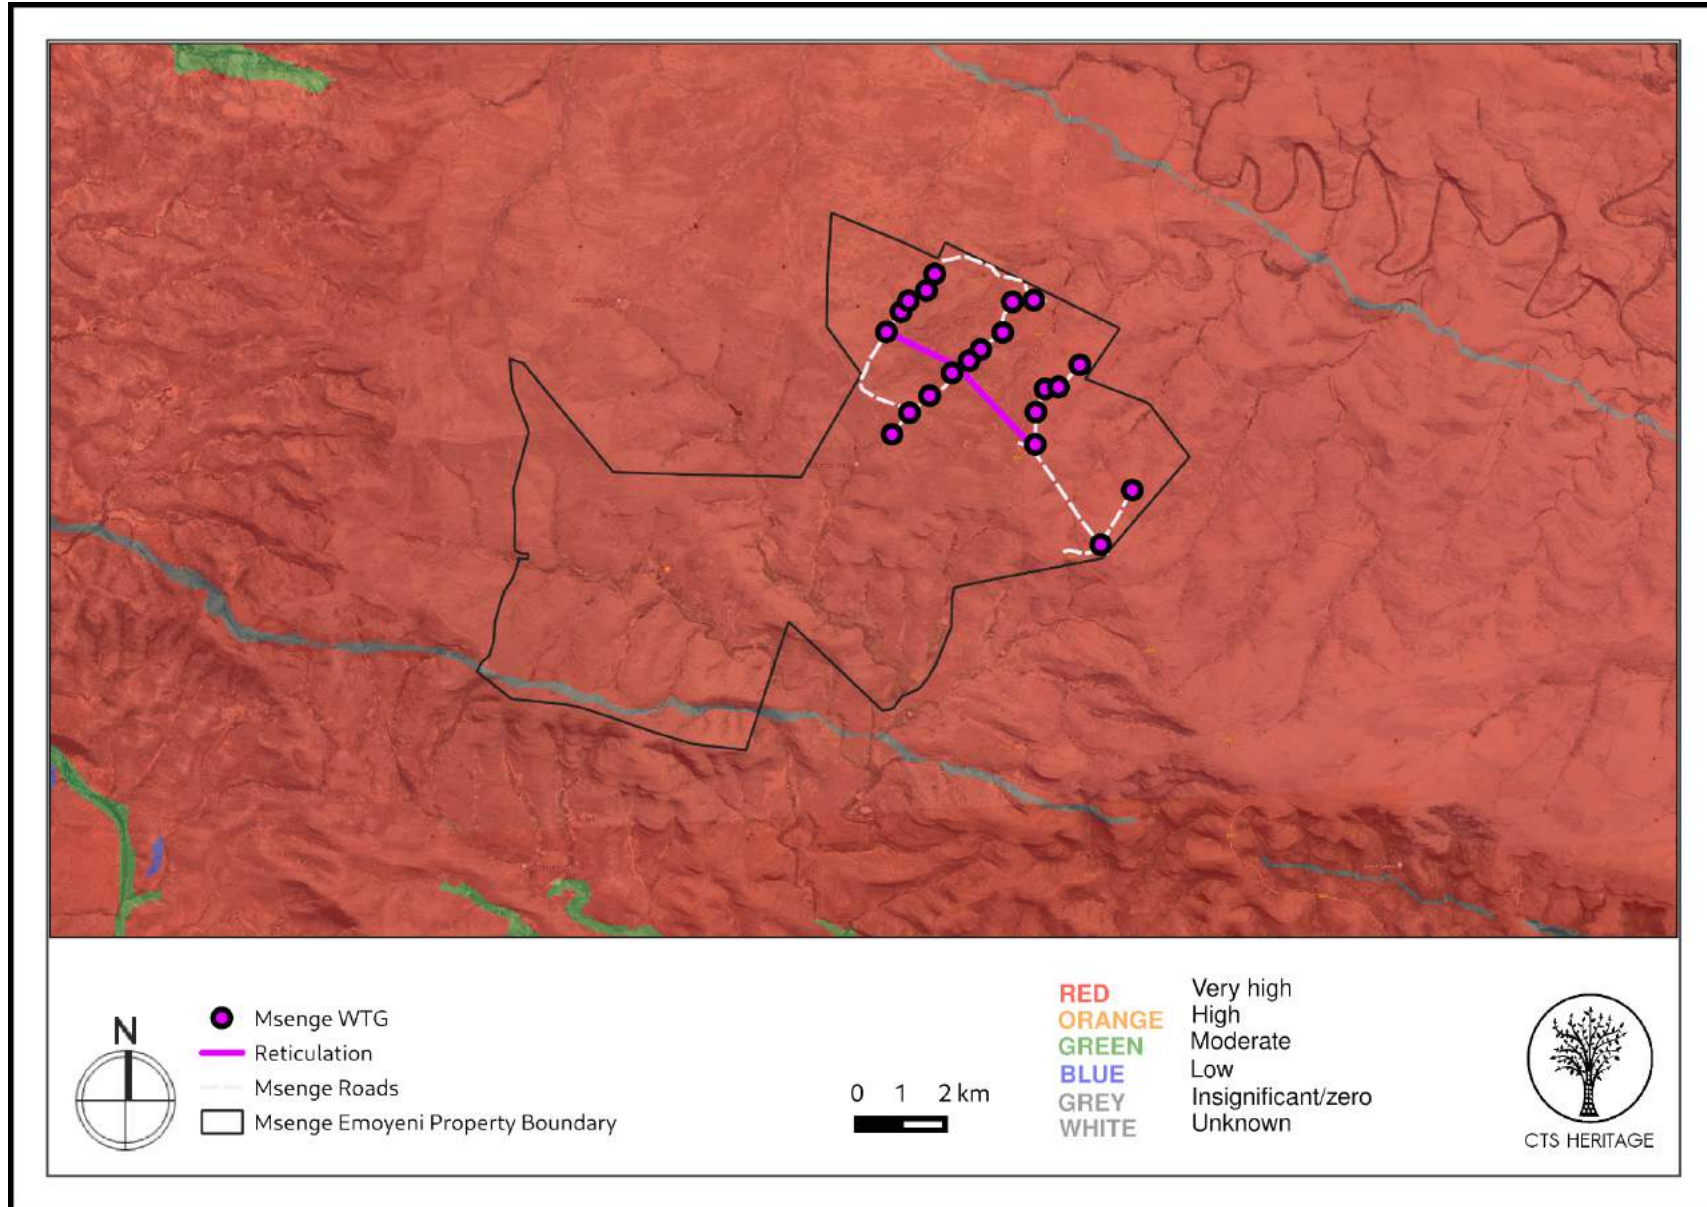 N
Msenge WTG
Reticulation
Msenge Roads
Msenge Emoyeni Property Boundary
0 1 2 km
RED Very high
ORANGE High
GREEN Moderate
BLUE Low
GREY Insignificant/zero
WHITE Unknown
CTS HERITAGE